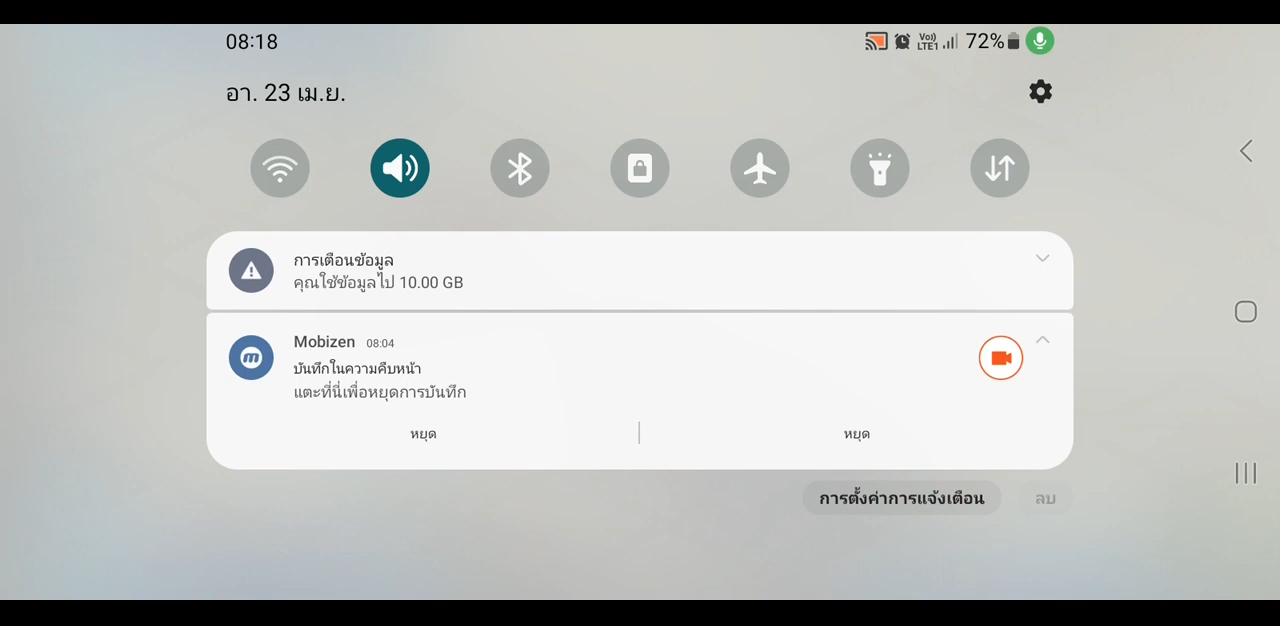 08:18
Vo)) LTE1 72%
อา. 23 เม.ย.
การเตือนข้อมูล
คุณใช้ข้อมูลไป 10.00 GB
Mobizen 08:04
บันทึกในความคืบหน้า
แตะที่นี่เพื่อหยุดการบันทึก
หยุด หยุด
การตั้งค่าการแจ้งเตือน ลบ